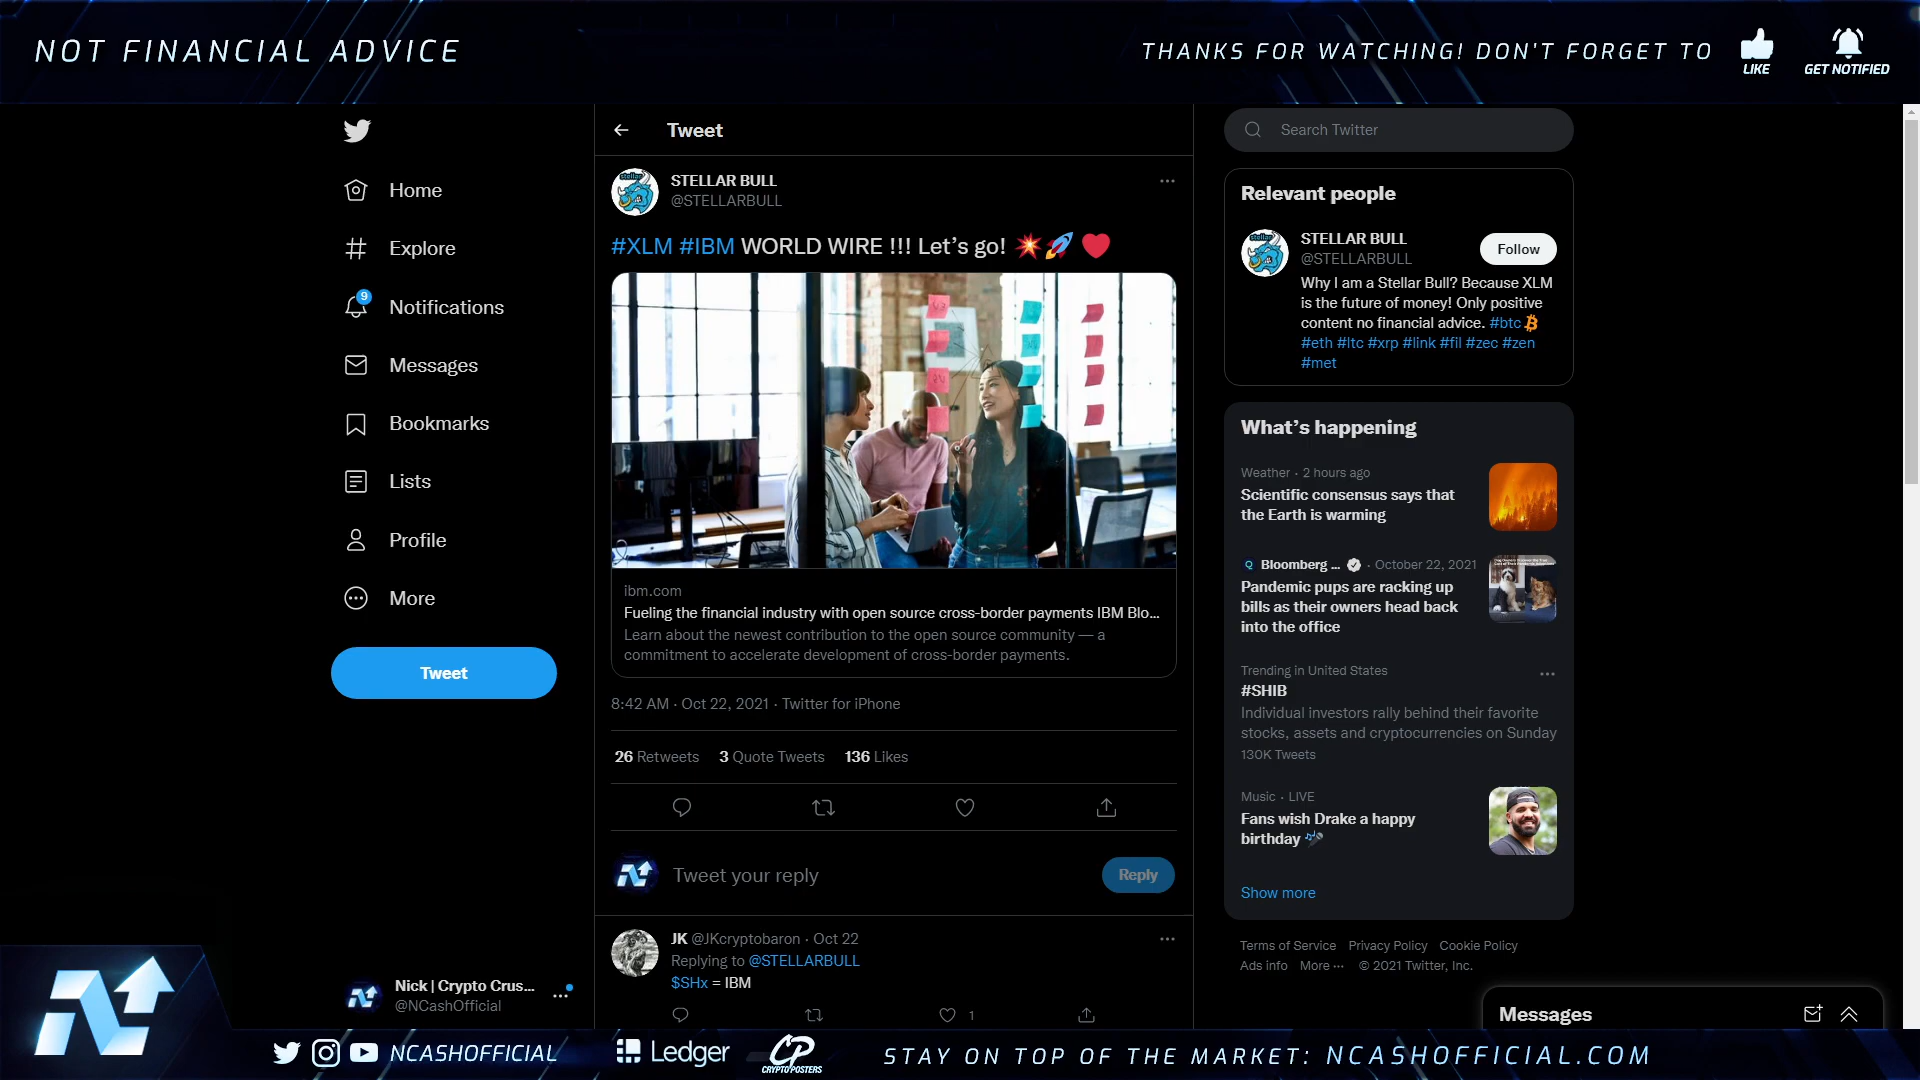 NOT FINANCIAL ADVICE
THANKS FOR WATCHING! DON'T FORGET TO
LIKE
GET NOTIFIED
Home
Explore
9
Notifications
Messages
Bookmarks
Lists
Profile
More
Tweet
Nick | Crypto Crus...
@NCashOfficial
Tweet
STELLAR BULL
@STELLARBULL
#XLM #IBM WORLD WIRE !!! Let’s go! 💥🚀 ❤️
ibm.com
Fueling the financial industry with open source cross-border payments IBM Blo...
Learn about the newest contribution to the open source community — a
commitment to accelerate development of cross-border payments.
8:42 AM · Oct 22, 2021 · Twitter for iPhone
26 Retweets 3 Quote Tweets 136 Likes
Tweet your reply
Reply
JK @JKcryptobaron · Oct 22
Replying to @STELLARBULL
$SHx = IBM
1
Search Twitter
Relevant people
STELLAR BULL
@STELLARBULL
Follow
Why I am a Stellar Bull? Because XLM
is the future of money! Only positive
content no financial advice. #btc
#eth #ltc #xrp #link #fil #zec #zen
#met
What’s happening
Weather · 2 hours ago
Scientific consensus says that
the Earth is warming
Bloomberg ... · October 22, 2021
Pandemic pups are racking up
bills as their owners head back
into the office
Trending in United States
#SHIB
Individual investors rally behind their favorite
stocks, assets and cryptocurrencies on Sunday
130K Tweets
Music · LIVE
Fans wish Drake a happy
birthday 🎤
Show more
Terms of Service Privacy Policy Cookie Policy
Ads info More ··· © 2021 Twitter, Inc.
Messages
NCASHOFFICIAL
Ledger
CP
CRYPTO POSTERS
STAY ON TOP OF THE MARKET: NCASHOFFICIAL.COM